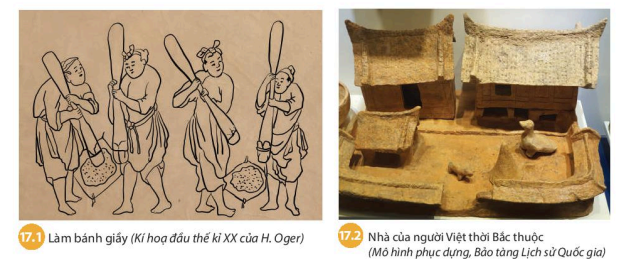 17.1 Làm bánh giầy (Kí hoạ đầu thế kỉ XX của H. Oger)
17.2 Nhà của người Việt thời Bắc thuộc
(Mô hình phục dựng, Bảo tàng Lịch sử Quốc gia)